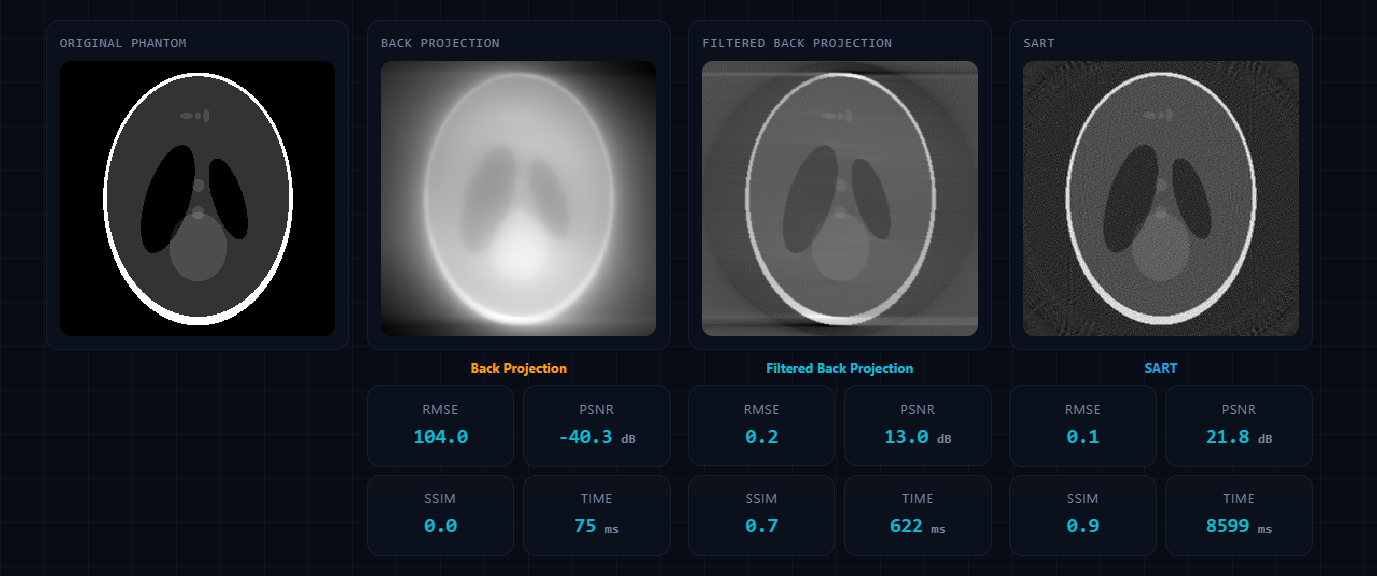 ORIGINAL PHANTOM
BACK PROJECTION
FILTERED BACK PROJECTION
SART
Back Projection
Filtered Back Projection
SART
RMSE
104.0
PSNR
-40.3 dB
RMSE
0.2
PSNR
13.0 dB
RMSE
0.1
PSNR
21.8 dB
SSIM
0.0
TIME
75 ms
SSIM
0.7
TIME
622 ms
SSIM
0.9
TIME
8599 ms